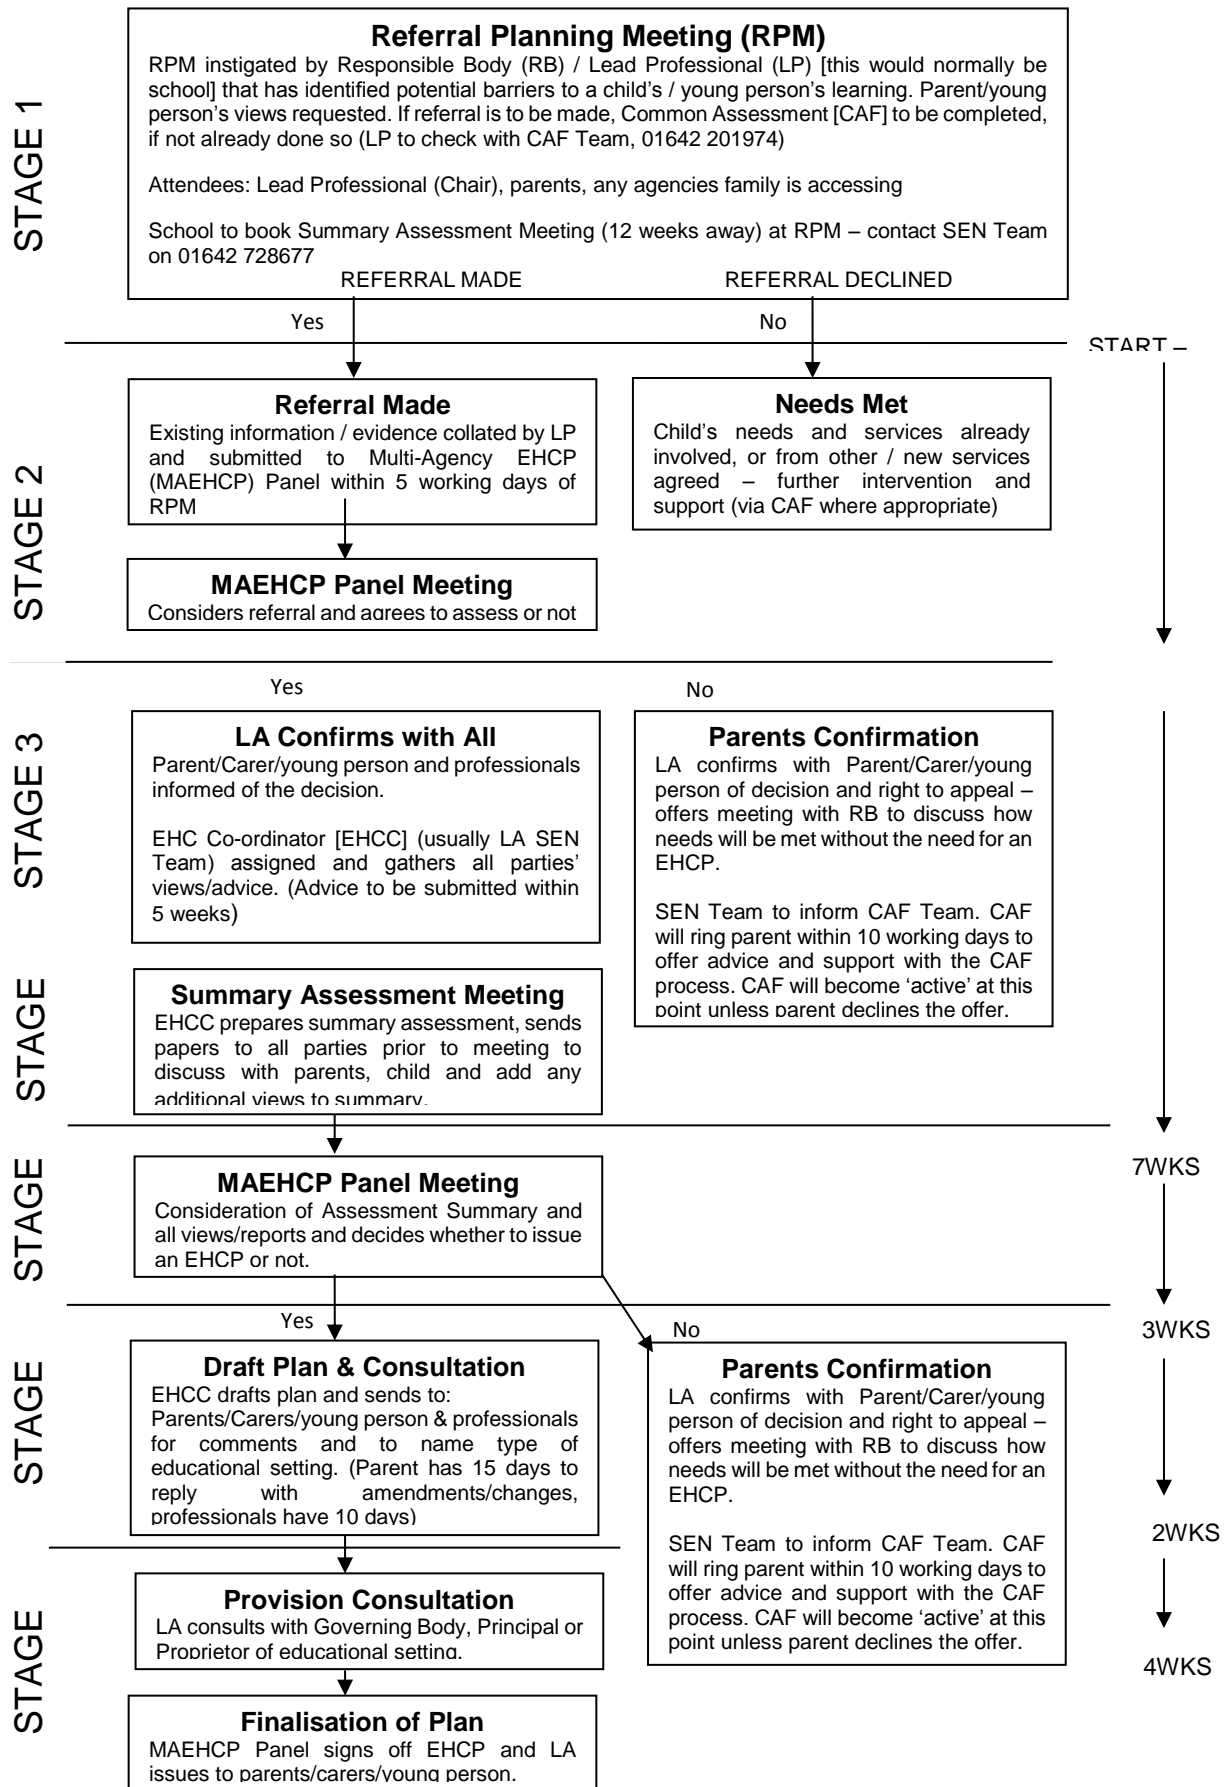 STAGE 1
Referral Planning Meeting (RPM)
RPM instigated by Responsible Body (RB) / Lead Professional (LP) [this would normally be
school] that has identified potential barriers to a child's / young person's learning. Parent/young
person's views requested. If referral is to be made, Common Assessment [CAF] to be completed,
if not already done so (LP to check with CAF Team, 01642 201974)
Attendees: Lead Professional (Chair), parents, any agencies family is accessing
School to book Summary Assessment Meeting (12 weeks away) at RPM – contact SEN Team
on 01642 728677
REFERRAL MADE
REFERRAL DECLINED
Yes
No
START –
STAGE 2
Referral Made
Existing information / evidence collated by LP
and submitted to Multi-Agency EHCP
(MAEHCP) Panel within 5 working days of
RPM
Needs Met
Child's needs and services already
involved, or from other / new services
agreed – further intervention and
support (via CAF where appropriate)
MAEHCP Panel Meeting
Considers referral and agrees to assess or not
Yes
No
STAGE 3
LA Confirms with All
Parent/Carer/young person and professionals
informed of the decision.
EHC Co-ordinator [EHCC] (usually LA SEN
Team) assigned and gathers all parties'
views/advice. (Advice to be submitted within
5 weeks)
Parents Confirmation
LA confirms with Parent/Carer/young
person of decision and right to appeal –
offers meeting with RB to discuss how
needs will be met without the need for an
EHCP.
SEN Team to inform CAF Team. CAF
will ring parent within 10 working days to
offer advice and support with the CAF
process. CAF will become 'active' at this
point unless parent declines the offer.
STAGE
Summary Assessment Meeting
EHCC prepares summary assessment, sends
papers to all parties prior to meeting to
discuss with parents, child and add any
additional views to summary.
7WKS
STAGE
MAEHCP Panel Meeting
Consideration of Assessment Summary and
all views/reports and decides whether to issue
an EHCP or not.
Yes
No
3WKS
STAGE
Draft Plan & Consultation
EHCC drafts plan and sends to:
Parents/Carers/young person & professionals
for comments and to name type of
educational setting. (Parent has 15 days to
reply with amendments/changes,
professionals have 10 days)
Parents Confirmation
LA confirms with Parent/Carer/young
person of decision and right to appeal –
offers meeting with RB to discuss how
needs will be met without the need for an
EHCP.
SEN Team to inform CAF Team. CAF
will ring parent within 10 working days to
offer advice and support with the CAF
process. CAF will become 'active' at this
point unless parent declines the offer.
2WKS
STAGE
Provision Consultation
LA consults with Governing Body, Principal or
Proprietor of educational setting.
4WKS
Finalisation of Plan
MAEHCP Panel signs off EHCP and LA
issues to parents/carers/young person.